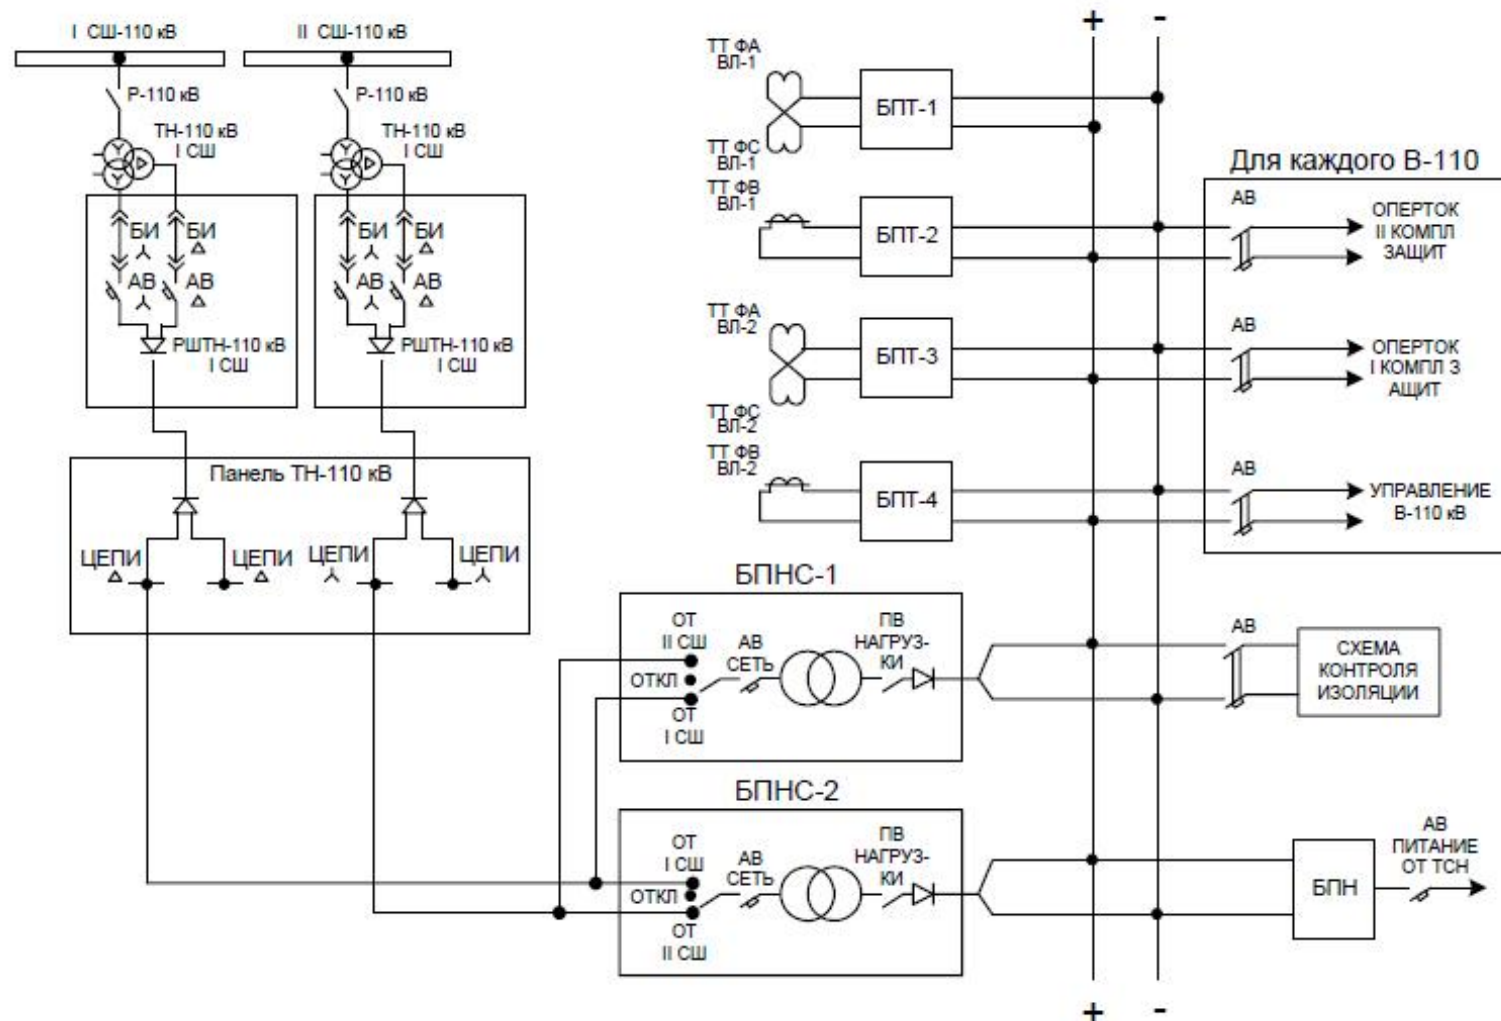 I СШ-110 кВ
II СШ-110 кВ
Р-110 кВ
Р-110 кВ
ТН-110 кВ
I СШ
ТН-110 кВ
I СШ
БИ
БИ
БИ
БИ
АВ
АВ
АВ
АВ
РШТН-110 кВ
I СШ
РШТН-110 кВ
I СШ
Панель ТН-110 кВ
ЦЕПИ
ЦЕПИ
ЦЕПИ
ЦЕПИ
+
-
ТТ ФА
ВЛ-1
БПТ-1
ТТ ФС
ВЛ-1
ТТ ФВ
ВЛ-1
БПТ-2
ТТ ФА
ВЛ-2
БПТ-3
ТТ ФС
ВЛ-2
ТТ ФВ
ВЛ-2
БПТ-4
Для каждого В-110
АВ
ОПЕРТОК
II КОМПЛ
ЗАЩИТ
АВ
ОПЕРТОК
I КОМПЛ З
АЩИТ
АВ
УПРАВЛЕНИЕ
В-110 кВ
БПНС-1
ОТ
II СШ
ОТКЛ
ОТ
I СШ
АВ
СЕТЬ
ПВ
НАГРУЗ-
КИ
АВ
СХЕМА
КОНТРОЛЯ
ИЗОЛЯЦИИ
БПНС-2
ОТ
I СШ
ОТКЛ
ОТ
II СШ
АВ
СЕТЬ
ПВ
НАГРУЗ-
КИ
БПН
АВ
ПИТАНИЕ
ОТ ТСН
+
-